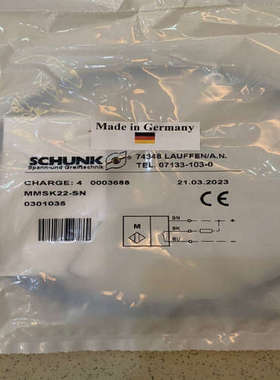 Made in Germany
SCHUNK
Spann-und Greiftechnik
74348 LAUFFEN/A.N.
TEL. 07133-103-0
CHARGE: 4 0003688
21.03.2023
MMSK22-SN
0301035
CE
M
BN
+
BK
BU
-